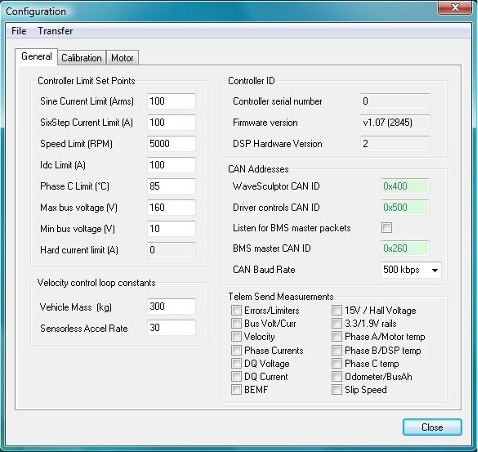 Configuration
File Transfer
General Calibration Motor
Controller Limit Set Points
Sine Current Limit (Arms) 100
SixStep Current Limit (A) 100
Speed Limit (RPM) 5000
Idc Limit (A) 100
Phase C Limit (°C) 85
Max bus voltage (V) 160
Min bus voltage (V) 10
Hard current limit (A) 0
Velocity control loop constants
Vehicle Mass (kg) 300
Sensorless Accel Rate 30
Controller ID
Controller serial number 0
Firmware version v1.07 (2845)
DSP Hardware Version 2
CAN Addresses
WaveSculptor CAN ID 0x400
Driver controls CAN ID 0x500
Listen for BMS master packets
BMS master CAN ID 0x260
CAN Baud Rate 500 kbps
Telem Send Measurements
Errors/Limiters 15V / Hall Voltage
Bus Volt/Curr 3.3/1.9V rails
Velocity Phase A/Motor temp
Phase Currents Phase B/DSP temp
DQ Voltage Phase C temp
DQ Current Odometer/BusAh
BEMF Slip Speed
Close